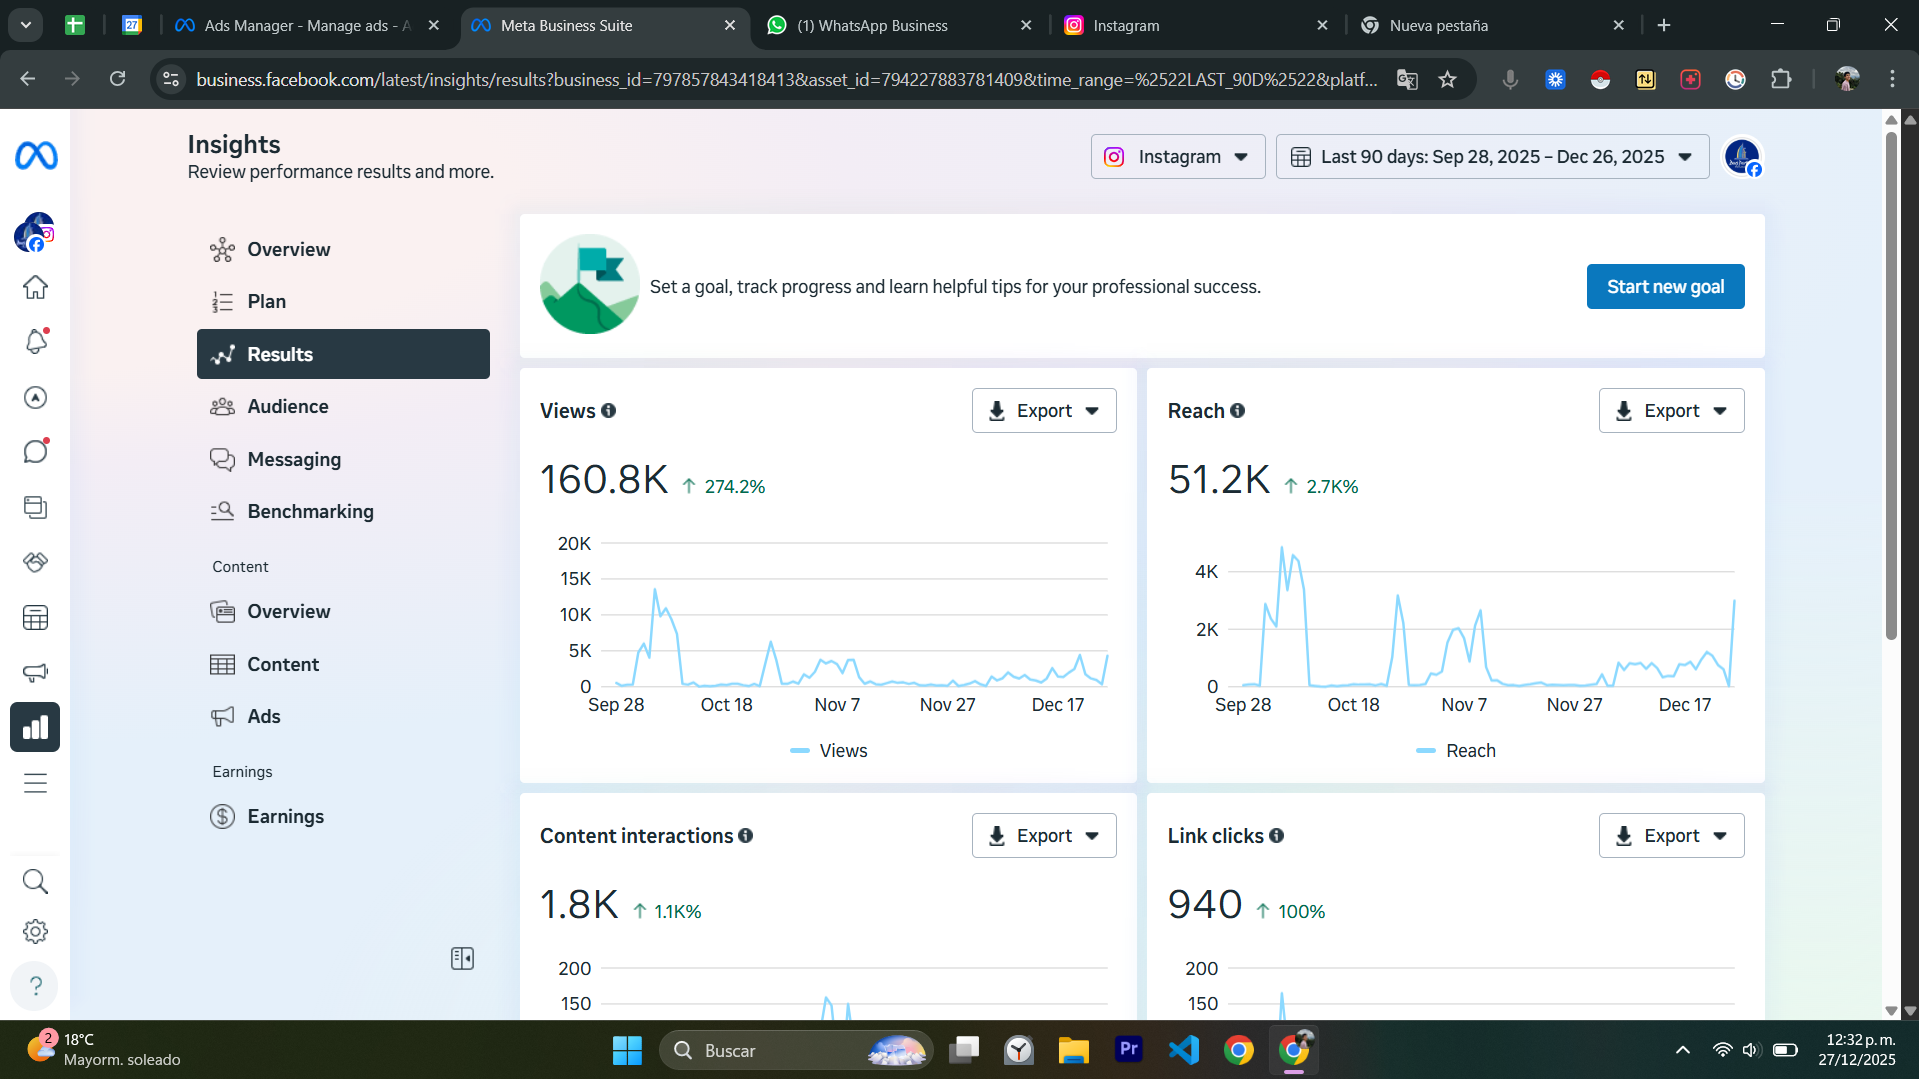 Ads Manager - Manage ads - A
Meta Business Suite
(1) WhatsApp Business
Instagram
Nueva pestaña
27
business.facebook.com/latest/insights/results?business_id=797857843418413&asset_id=794227883781409&time_range=%2522LAST_90D%2522&platf...
Insights
Review performance results and more.
Instagram
Last 90 days: Sep 28, 2025 – Dec 26, 2025
Overview
Plan
Results
Audience
Messaging
Benchmarking
Content
Overview
Content
Ads
Earnings
Earnings
Set a goal, track progress and learn helpful tips for your professional success.
Start new goal
Views
Export
160.8K
274.2%
20K
15K
10K
5K
0
Sep 28
Oct 18
Nov 7
Nov 27
Dec 17
Views
Reach
Export
51.2K
2.7K%
4K
2K
0
Sep 28
Oct 18
Nov 7
Nov 27
Dec 17
Reach
Content interactions
Export
1.8K
1.1K%
200
150
Link clicks
Export
940
100%
200
150
?
2
18°C
Mayorm. soleado
Buscar
Pr
12:32 p. m.
27/12/2025